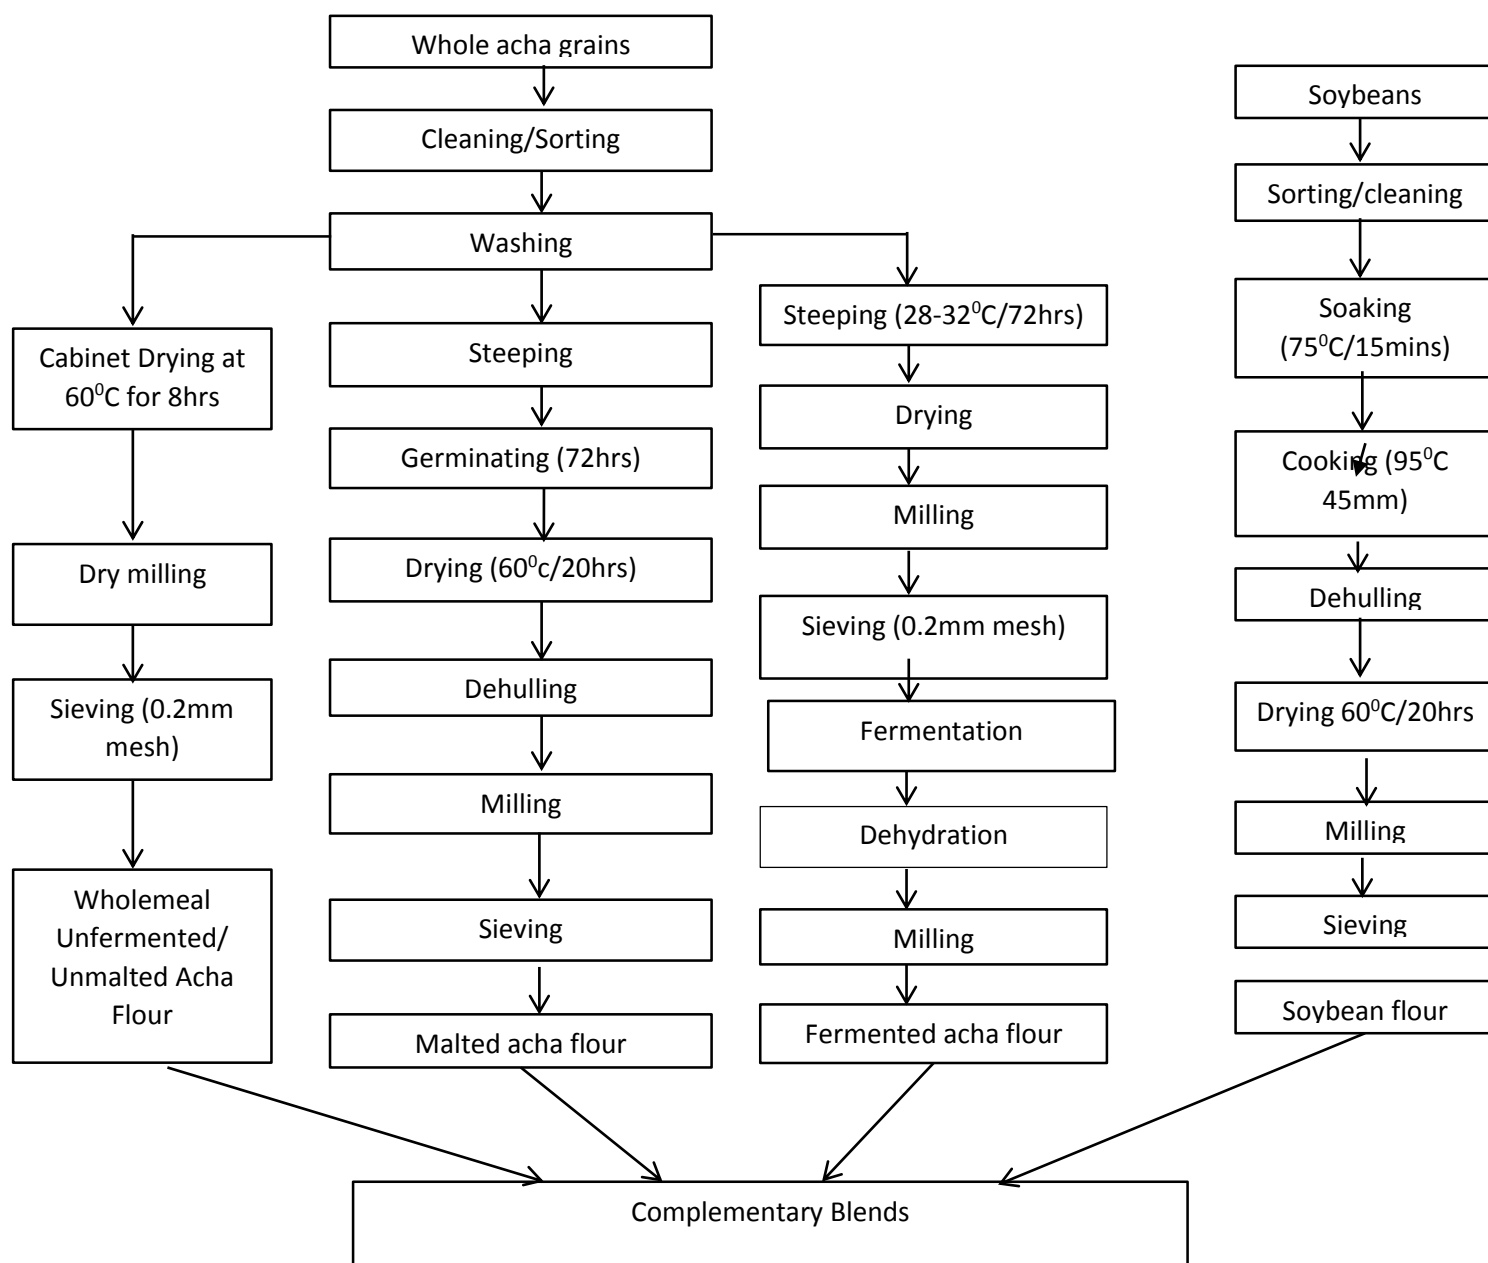 Whole acha grains
Cleaning/Sorting
Washing
Cabinet Drying at
60⁰C for 8hrs
Dry milling
Sieving (0.2mm
mesh)
Wholemeal
Unfermented/
Unmalted Acha
Flour
Steeping
Germinating (72hrs)
Drying (60⁰c/20hrs)
Dehulling
Milling
Sieving
Malted acha flour
Steeping (28-32⁰C/72hrs)
Drying
Milling
Sieving (0.2mm mesh)
Fermentation
Dehydration
Milling
Fermented acha flour
Soybeans
Sorting/cleaning
Soaking
(75⁰C/15mins)
Cooking (95⁰C
45mm)
Dehulling
Drying 60⁰C/20hrs
Milling
Sieving
Soybean flour
Complementary Blends